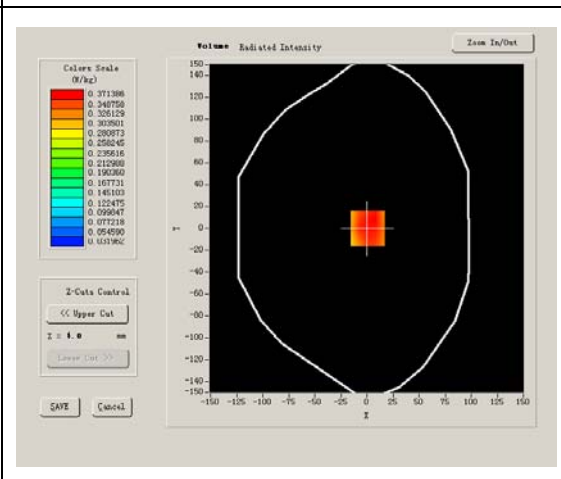 Volume Radiated Intensity
Zoom In/Out
Colors Scale
(W/kg)
0.371386
0.348758
0.326129
0.303501
0.280873
0.258245
0.235616
0.212988
0.190360
0.167731
0.145103
0.122475
0.099847
0.077218
0.054590
0.031962
150
120
100
80
60
40
20
0
-20
-40
-60
-80
-100
-120
-140
-150
Y
-150 -125 -100 -75 -50 -25 0 25 50 75 100 125 150
X
Z-Cuts Control
<< Upper Cut
mm
Lower Cut >>
SAVE Cancel